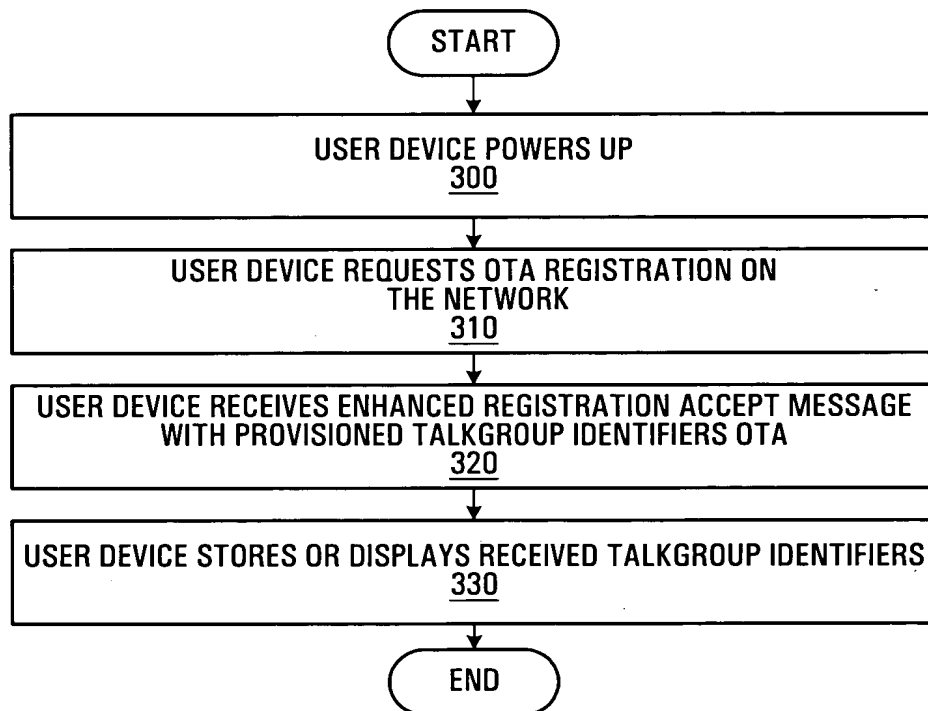 START
USER DEVICE POWERS UP
300
USER DEVICE REQUESTS OTA REGISTRATION ON
THE NETWORK
310
USER DEVICE RECEIVES ENHANCED REGISTRATION ACCEPT MESSAGE
WITH PROVISIONED TALKGROUP IDENTIFIERS OTA
320
USER DEVICE STORES OR DISPLAYS RECEIVED TALKGROUP IDENTIFIERS
330
END